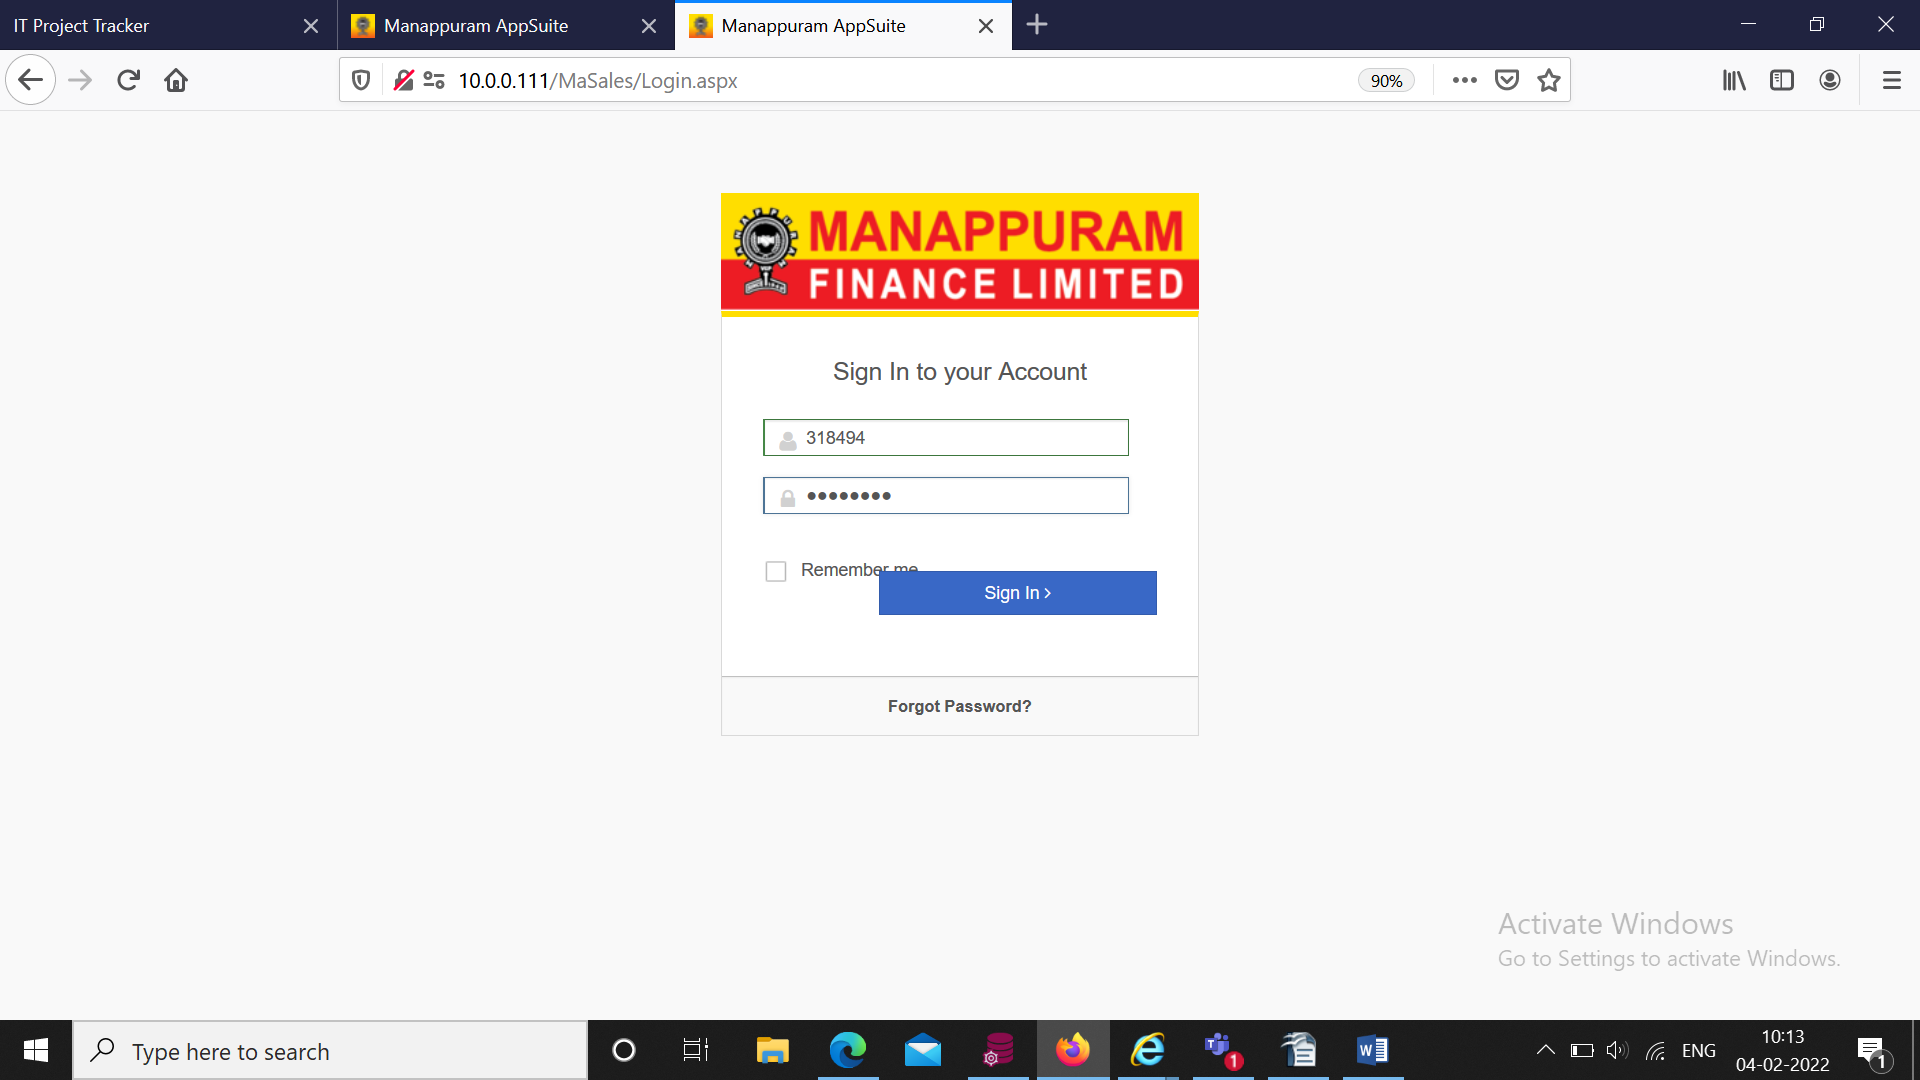 IT Project Tracker
Manappuram AppSuite
Manappuram AppSuite
10.0.0.111/MaSales/Login.aspx
90%
MANAPPURAM
FINANCE LIMITED
Sign In to your Account
318494
Remember me
Sign In
Forgot Password?
Activate Windows
Go to Settings to activate Windows.
Type here to search
1
ENG
10:13
04-02-2022
1